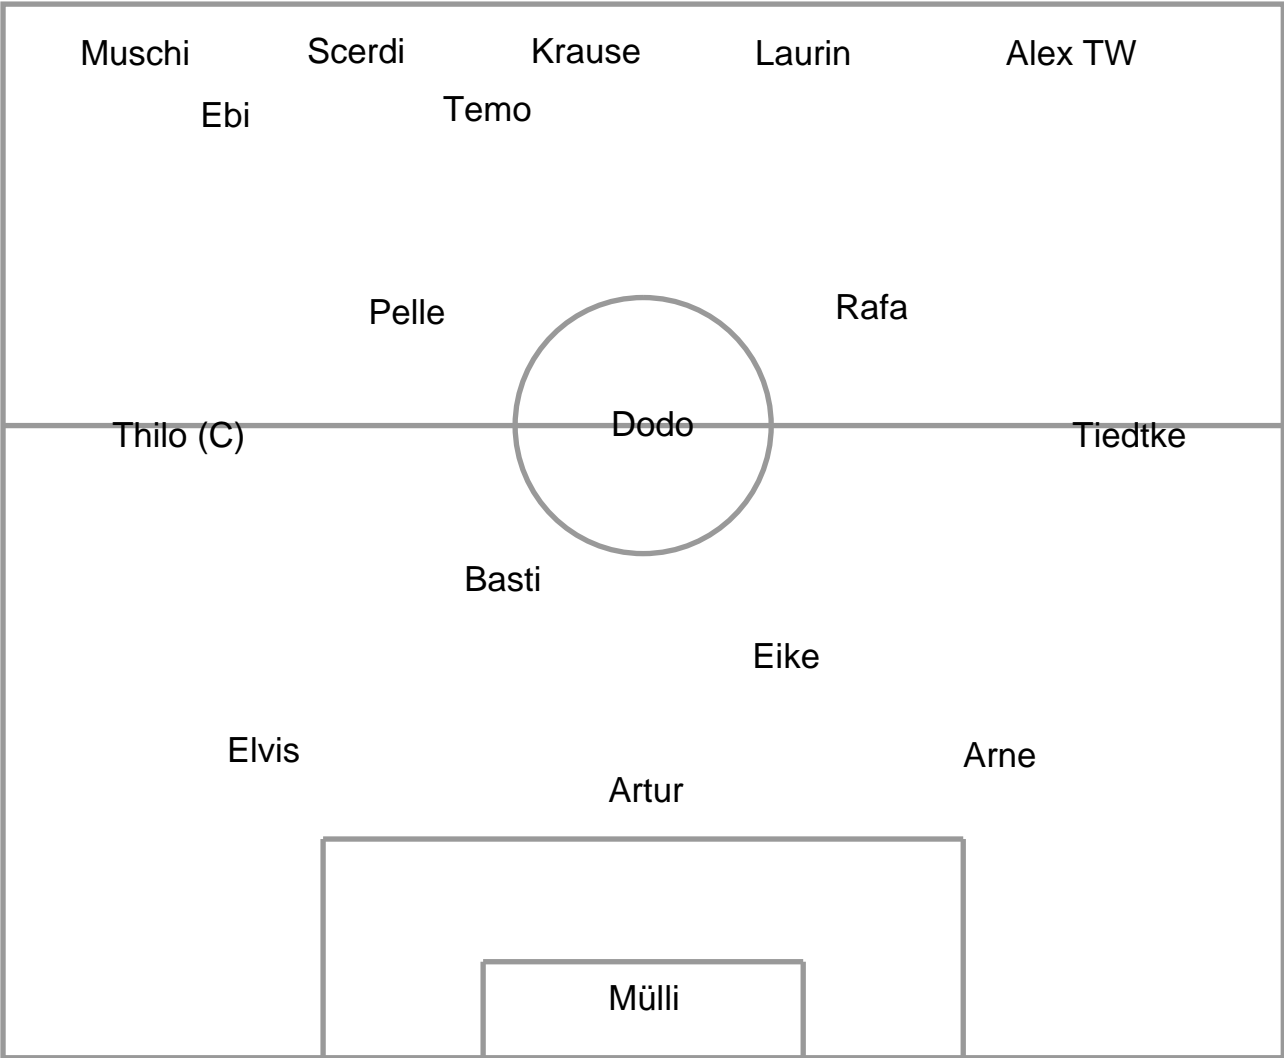 Muschi Scerdi Krause Laurin Alex TW
Ebi Temo
Pelle Rafa
Thilo (C) Dodo Tiedtke
Basti
Eike
Elvis Arne
Artur
Mülli